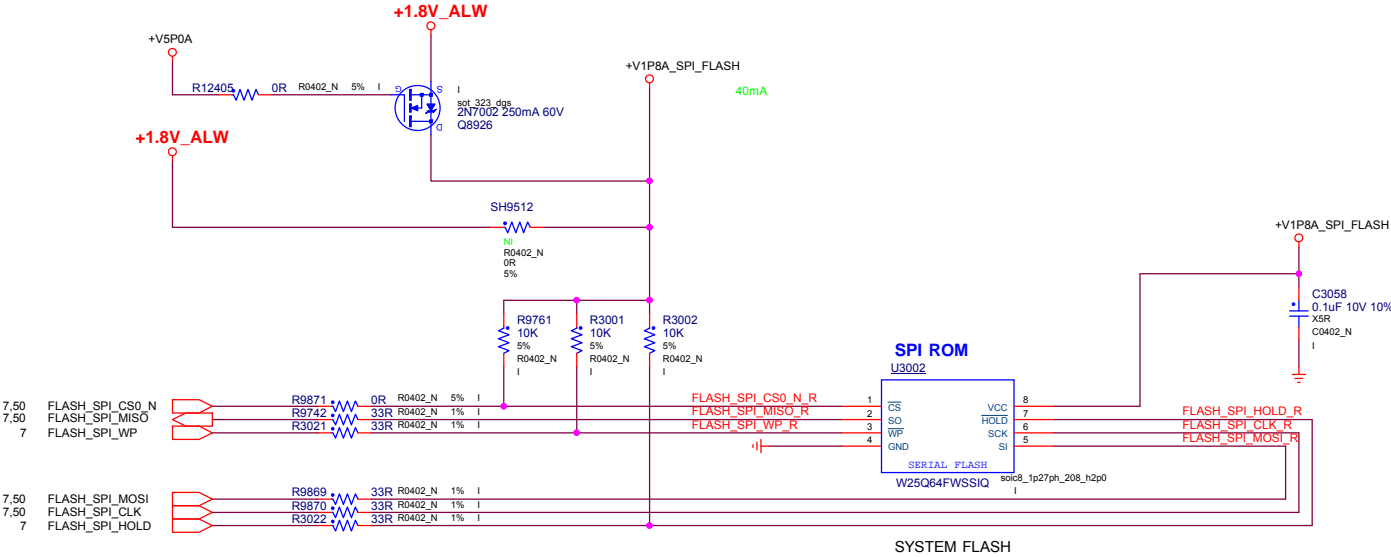 +1.8V_ALW
+V5P0A
R12405 0R R0402_N 5% I
G S D
I
sot_323_dgs
2N7002 250mA 60V
Q8926
+V1P8A_SPI_FLASH
40mA
+1.8V_ALW
SH9512
NI
R0402_N
0R
5%
R9761
10K
5%
R0402_N
I
R3001
10K
5%
R0402_N
I
R3002
10K
5%
R0402_N
I
+V1P8A_SPI_FLASH
C3058
0.1uF 10V 10%
X5R
C0402_N
I
SPI ROM
U3002
7,50 FLASH_SPI_CS0_N R9871 0R R0402_N 5% I FLASH_SPI_CS0_N_R
7,50 FLASH_SPI_MISO R9742 33R R0402_N 1% I FLASH_SPI_MISO_R
7 FLASH_SPI_WP R3021 33R R0402_N 1% I FLASH_SPI_WP_R
1 CS VCC 8
2 SO HOLD 7 FLASH_SPI_HOLD_R
3 WP SCK 6 FLASH_SPI_CLK_R
4 GND SI 5 FLASH_SPI_MOSI_R
SERIAL FLASH
W25Q64FWSSIQ
soic8_1p27ph_208_h2p0
I
7,50 FLASH_SPI_MOSI R9869 33R R0402_N 1% I
7,50 FLASH_SPI_CLK R9870 33R R0402_N 1% I
7 FLASH_SPI_HOLD R3022 33R R0402_N 1% I
SYSTEM FLASH